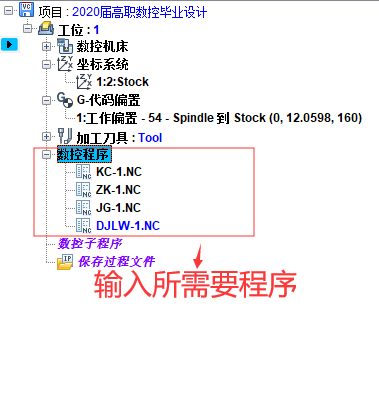 项目 : 2020届高职数控毕业设计
工位 : 1
数控机床
坐标系统
1:2:Stock
G-代码偏置
1:工作偏置 - 54 - Spindle 到 Stock (0, 12.0598, 160)
加工刀具 : Tool
数控程序
KC-1.NC
ZK-1.NC
JG-1.NC
DJLW-1.NC
数控子程序
保存过程文件
输入所需要程序